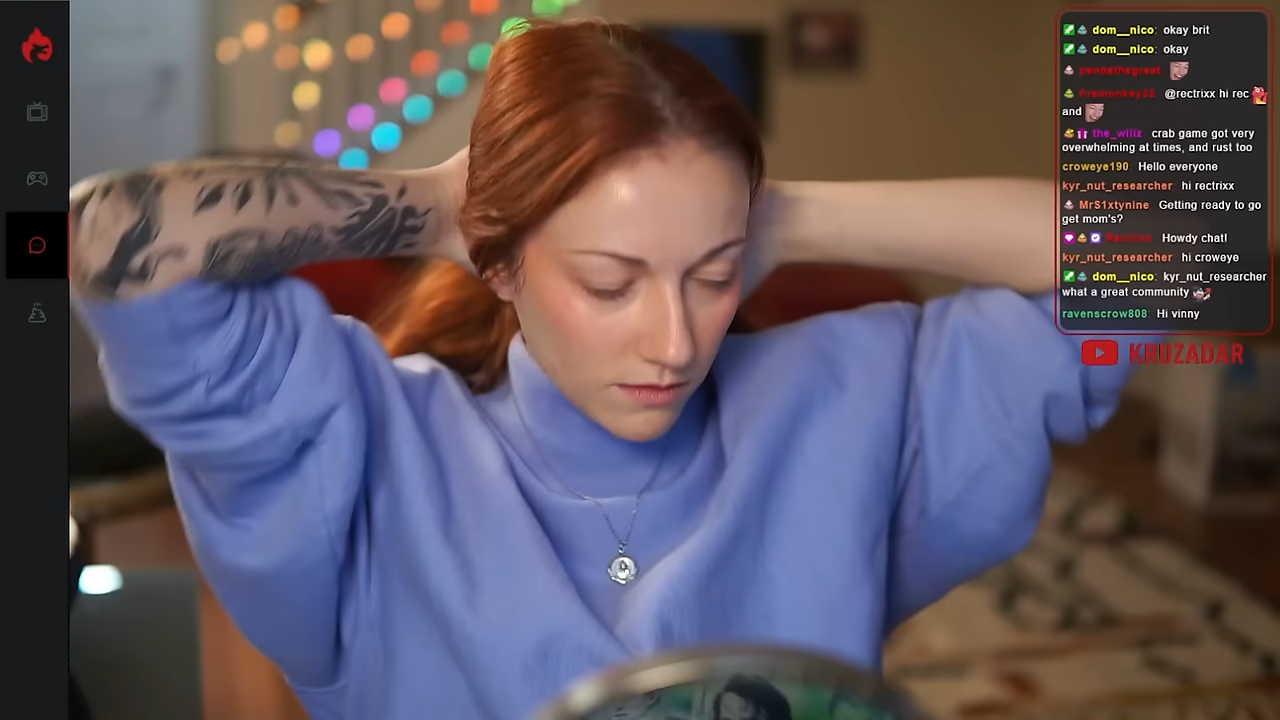 dom__nico: okay brit
dom__nico: okay
pendathegreat
firemonkey32 @rectrixx hi rec
and
the_willz crab game got very
overwhelming at times, and rust too
croweye190 Hello everyone
kyr_nut_researcher hi rectrixx
MrS1xtynine Getting ready to go
get mom's?
Rectrixx Howdy chat!
kyr_nut_researcher hi croweye
dom__nico: kyr_nut_researcher
what a great community
ravenscrow808: Hi vinny
KRUZADAR